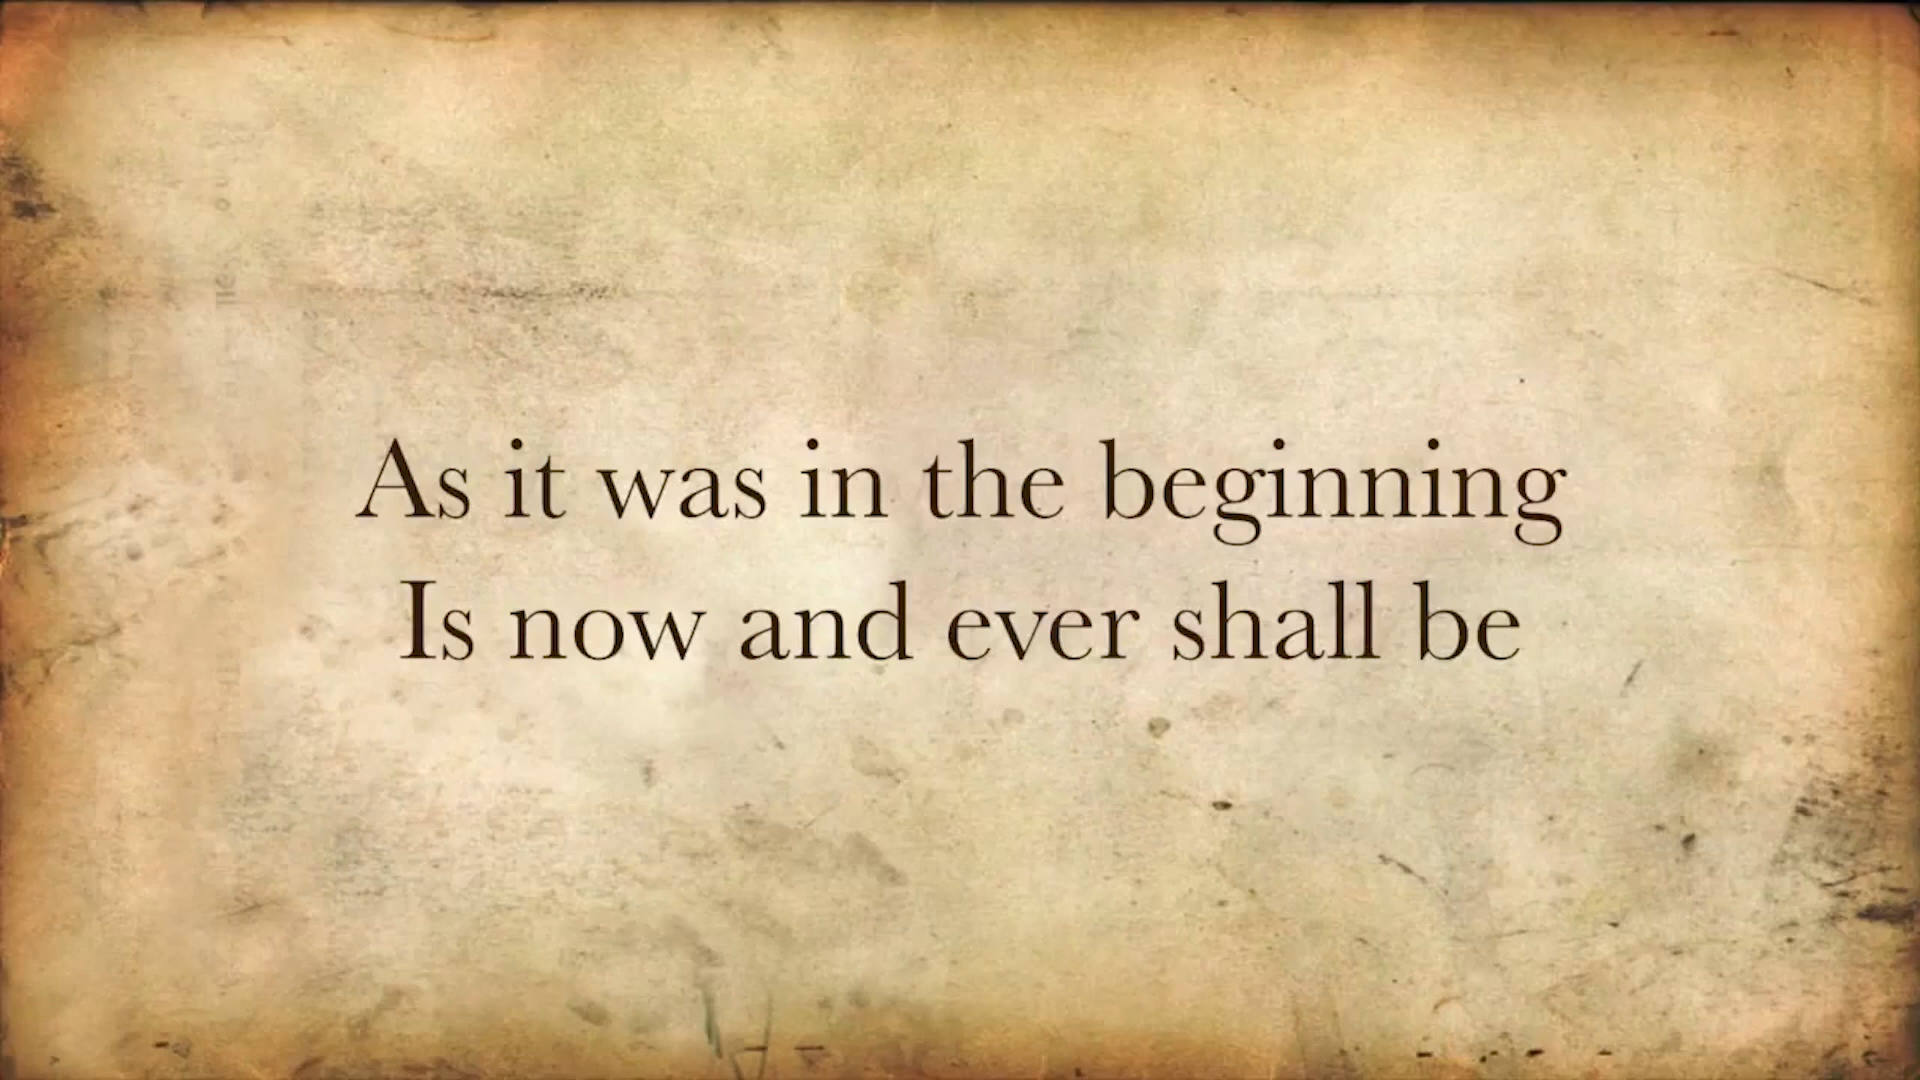 As it was in the beginning
Is now and ever shall be